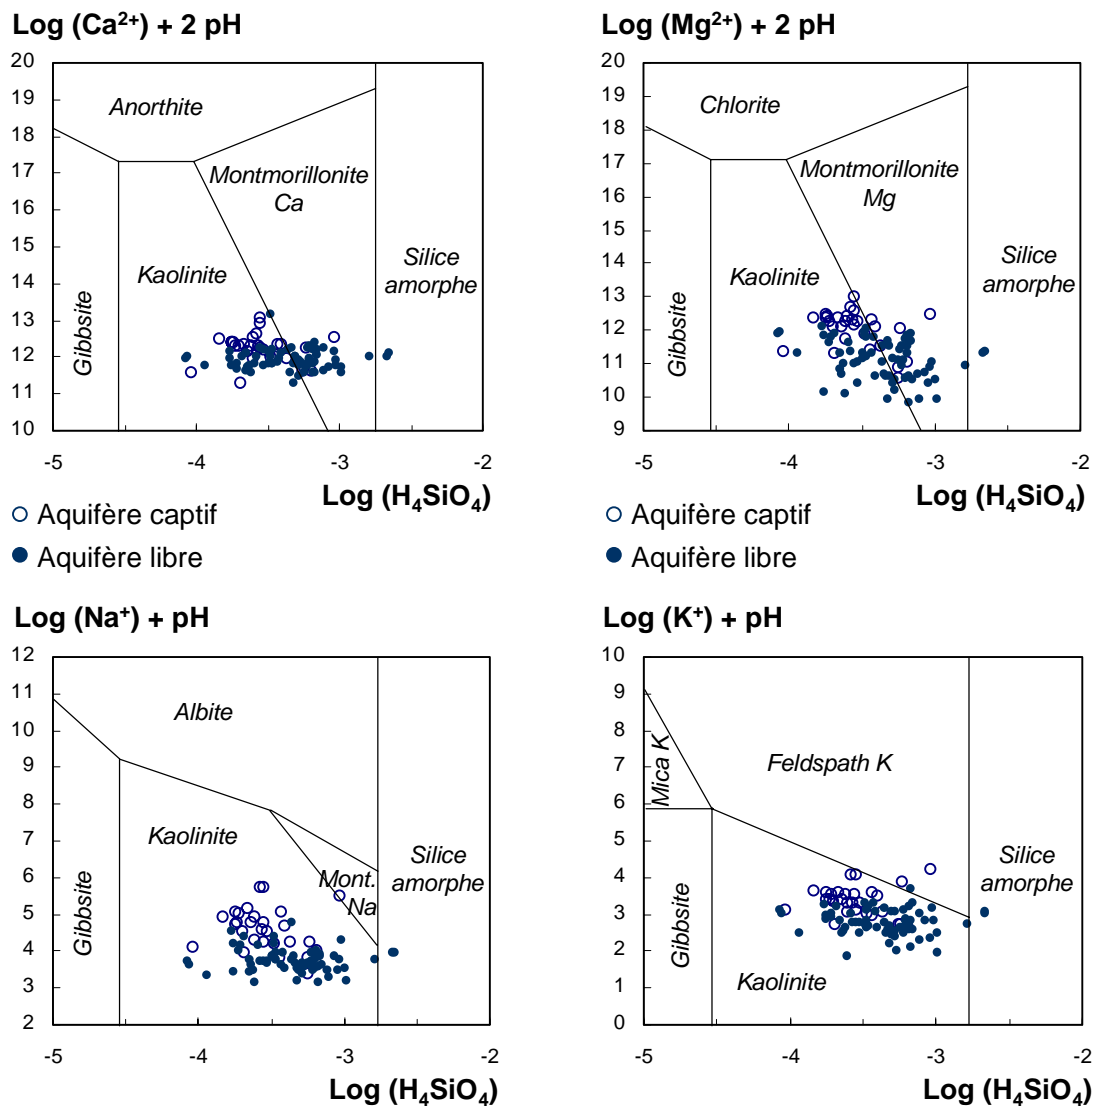 Log (Ca²⁺) + 2 pH
20
19
18
17
16
15
14
13
12
11
10
-5
-4
-3
-2
Anorthite
Montmorillonite
Ca
Kaolinite
Gibbsite
Silice
amorphe
Log (H₄SiO₄)
Aquifère captif
Aquifère libre
Log (Mg²⁺) + 2 pH
20
19
18
17
16
15
14
13
12
11
10
9
-5
-4
-3
-2
Chlorite
Montmorillonite
Mg
Kaolinite
Gibbsite
Silice
amorphe
Log (H₄SiO₄)
Aquifère captif
Aquifère libre
Log (Na⁺) + pH
12
11
10
9
8
7
6
5
4
3
2
-5
-4
-3
-2
Albite
Kaolinite
Mont.
Na
Gibbsite
Silice
amorphe
Log (H₄SiO₄)
Log (K⁺) + pH
10
9
8
7
6
5
4
3
2
1
0
-5
-4
-3
-2
Mica K
Feldspath K
Gibbsite
Silice
amorphe
Kaolinite
Log (H₄SiO₄)